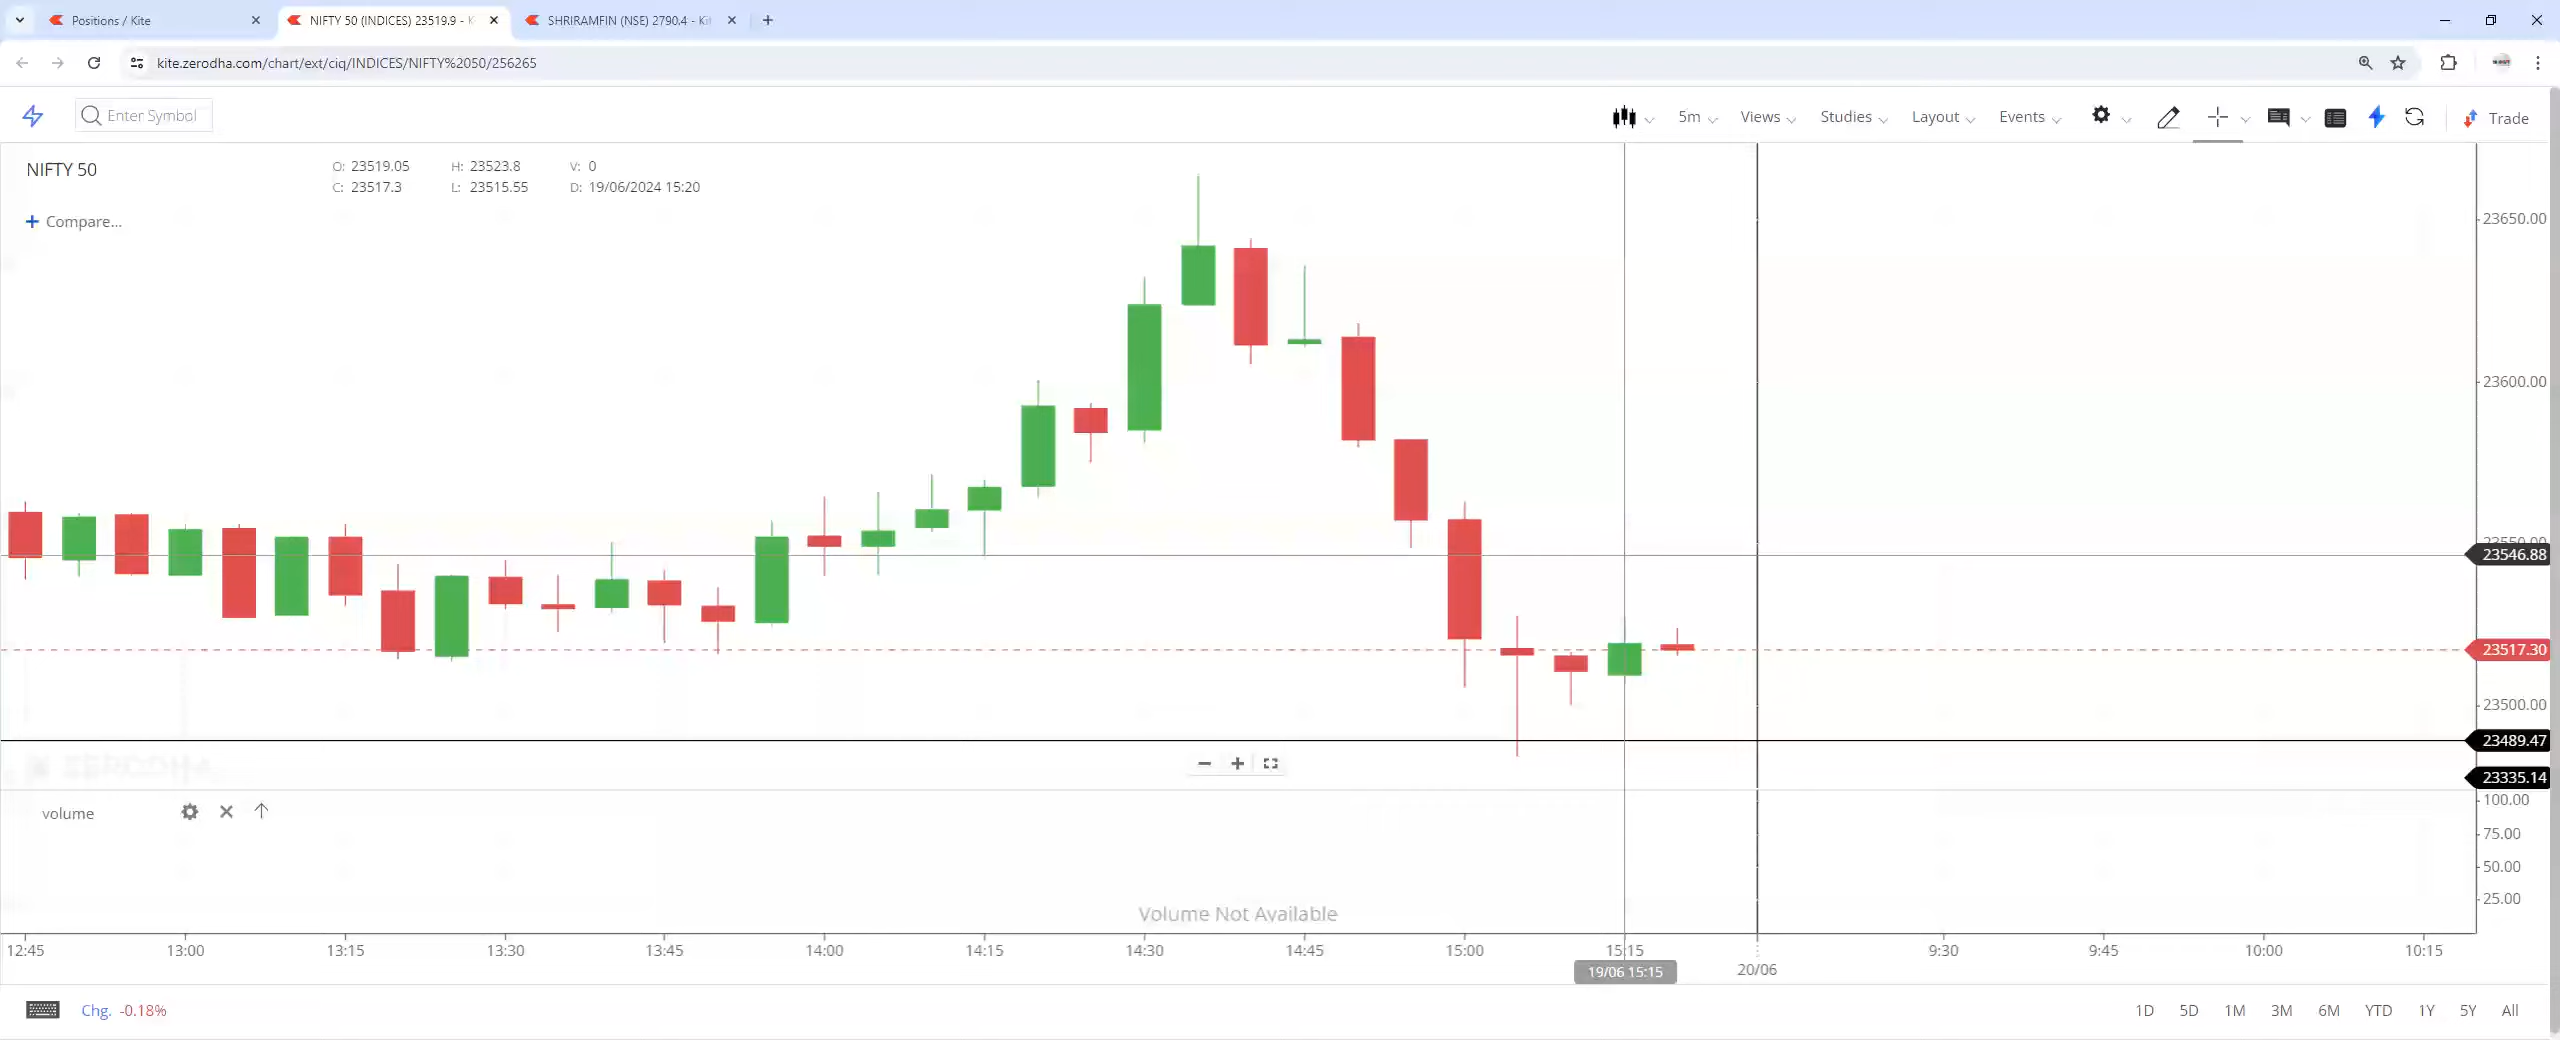 Positions / Kite
NIFTY 50 (INDICES) 23519.9 - K
SHRIRAMFIN (NSE) 2790.4 - Kit
kite.zerodha.com/chart/ext/ciq/INDICES/NIFTY%2050/256265
Enter Symbol
5m
Views
Studies
Layout
Events
Trade
NIFTY 50
O: 23519.05 H: 23523.8 V: 0
C: 23517.3 L: 23515.55 D: 19/06/2024 15:20
+ Compare...
23650.00
23600.00
23550.00
23546.88
23517.30
23500.00
23489.47
23335.14
ZERODHA
volume
100.00
75.00
50.00
25.00
Volume Not Available
12:45 13:00 13:15 13:30 13:45 14:00 14:15 14:30 14:45 15:00 15:15 9:30 9:45 10:00 10:15
19/06 15:15
20/06
Chg. -0.18%
1D 5D 1M 3M 6M YTD 1Y 5Y All